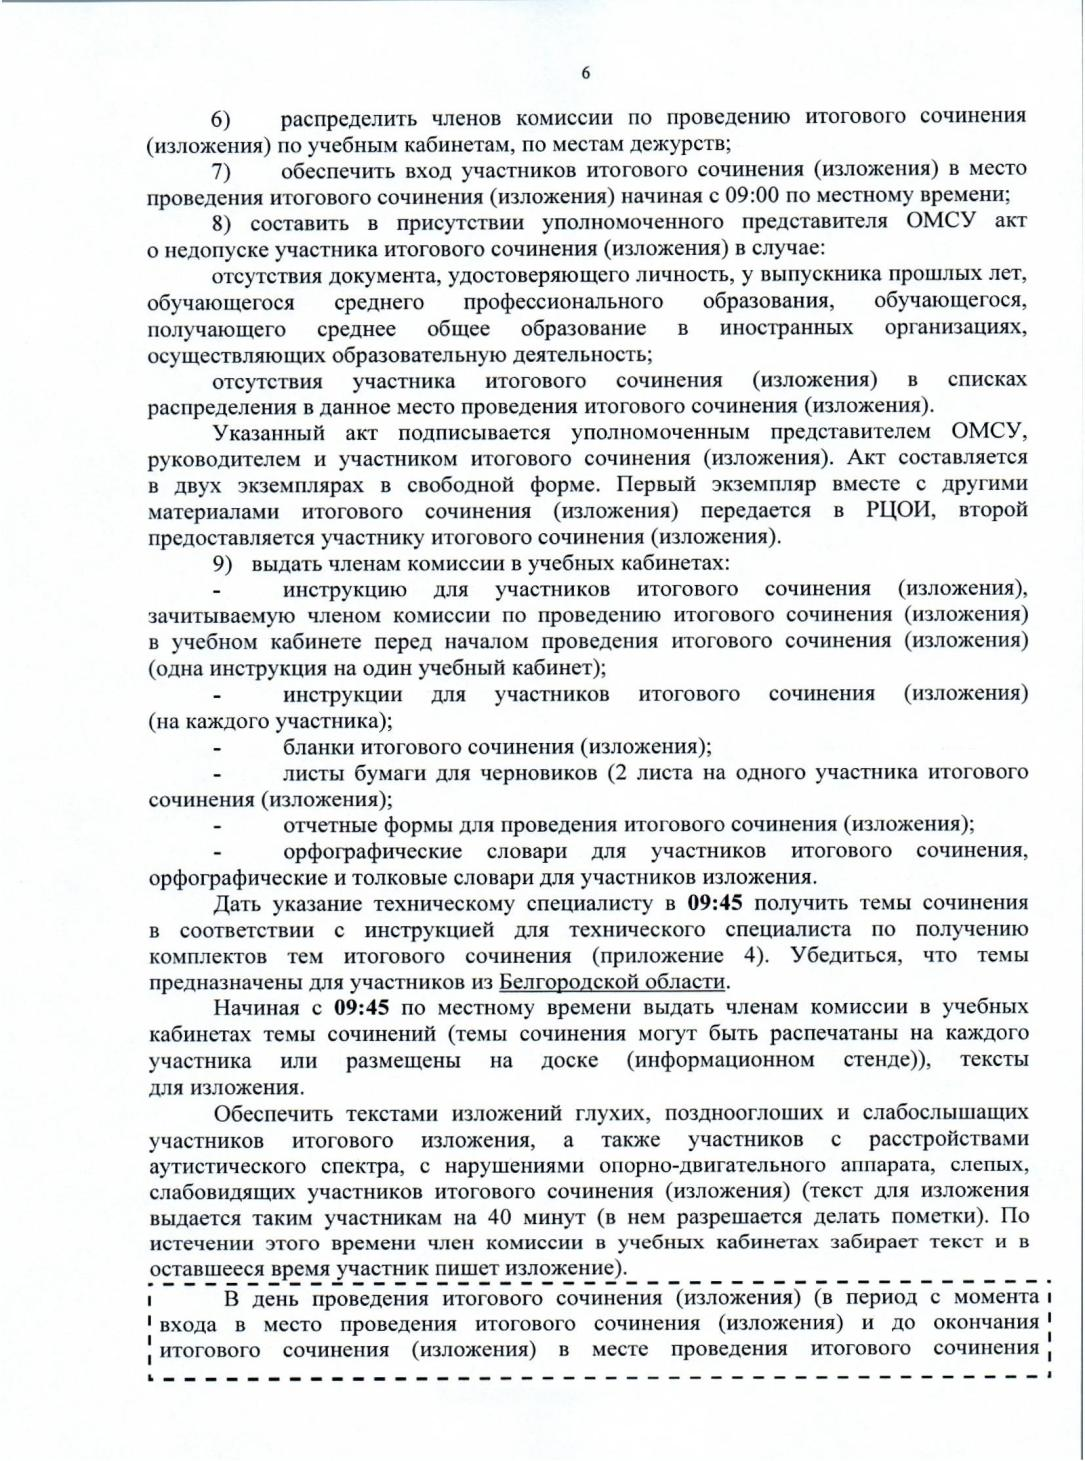 6
6) распределить членов комиссии по проведению итогового сочинения
(изложения) по учебным кабинетам, по местам дежурств;
7) обеспечить вход участников итогового сочинения (изложения) в место
проведения итогового сочинения (изложения) начиная с 09:00 по местному времени;
8) составить в присутствии уполномоченного представителя ОМСУ акт
о недопуске участника итогового сочинения (изложения) в случае:
отсутствия документа, удостоверяющего личность, у выпускника прошлых лет,
обучающегося среднего профессионального образования, обучающегося,
получающего среднее общее образование в иностранных организациях,
осуществляющих образовательную деятельность;
отсутствия участника итогового сочинения (изложения) в списках
распределения в данное место проведения итогового сочинения (изложения).
Указанный акт подписывается уполномоченным представителем ОМСУ,
руководителем и участником итогового сочинения (изложения). Акт составляется
в двух экземплярах в свободной форме. Первый экземпляр вместе с другими
материалами итогового сочинения (изложения) передается в РЦОИ, второй
предоставляется участнику итогового сочинения (изложения).
9) выдать членам комиссии в учебных кабинетах:
- инструкцию для участников итогового сочинения (изложения),
зачитываемую членом комиссии по проведению итогового сочинения (изложения)
в учебном кабинете перед началом проведения итогового сочинения (изложения)
(одна инструкция на один учебный кабинет);
- инструкции для участников итогового сочинения (изложения)
(на каждого участника);
- бланки итогового сочинения (изложения);
- листы бумаги для черновиков (2 листа на одного участника итогового
сочинения (изложения);
- отчетные формы для проведения итогового сочинения (изложения);
- орфографические словари для участников итогового сочинения,
орфографические и толковые словари для участников изложения.
Дать указание техническому специалисту в 09:45 получить темы сочинения
в соответствии с инструкцией для технического специалиста по получению
комплектов тем итогового сочинения (приложение 4). Убедиться, что темы
предназначены для участников из Белгородской области.
Начиная с 09:45 по местному времени выдать членам комиссии в учебных
кабинетах темы сочинений (темы сочинения могут быть распечатаны на каждого
участника или размещены на доске (информационном стенде)), тексты
для изложения.
Обеспечить текстами изложений глухих, позднооглоших и слабослышащих
участников итогового изложения, а также участников с расстройствами
аутистического спектра, с нарушениями опорно-двигательного аппарата, слепых,
слабовидящих участников итогового сочинения (изложения) (текст для изложения
выдается таким участникам на 40 минут (в нем разрешается делать пометки). По
истечении этого времени член комиссии в учебных кабинетах забирает текст и в
оставшееся время участник пишет изложение).
В день проведения итогового сочинения (изложения) (в период с момента
входа в место проведения итогового сочинения (изложения) и до окончания
итогового сочинения (изложения) в месте проведения итогового сочинения